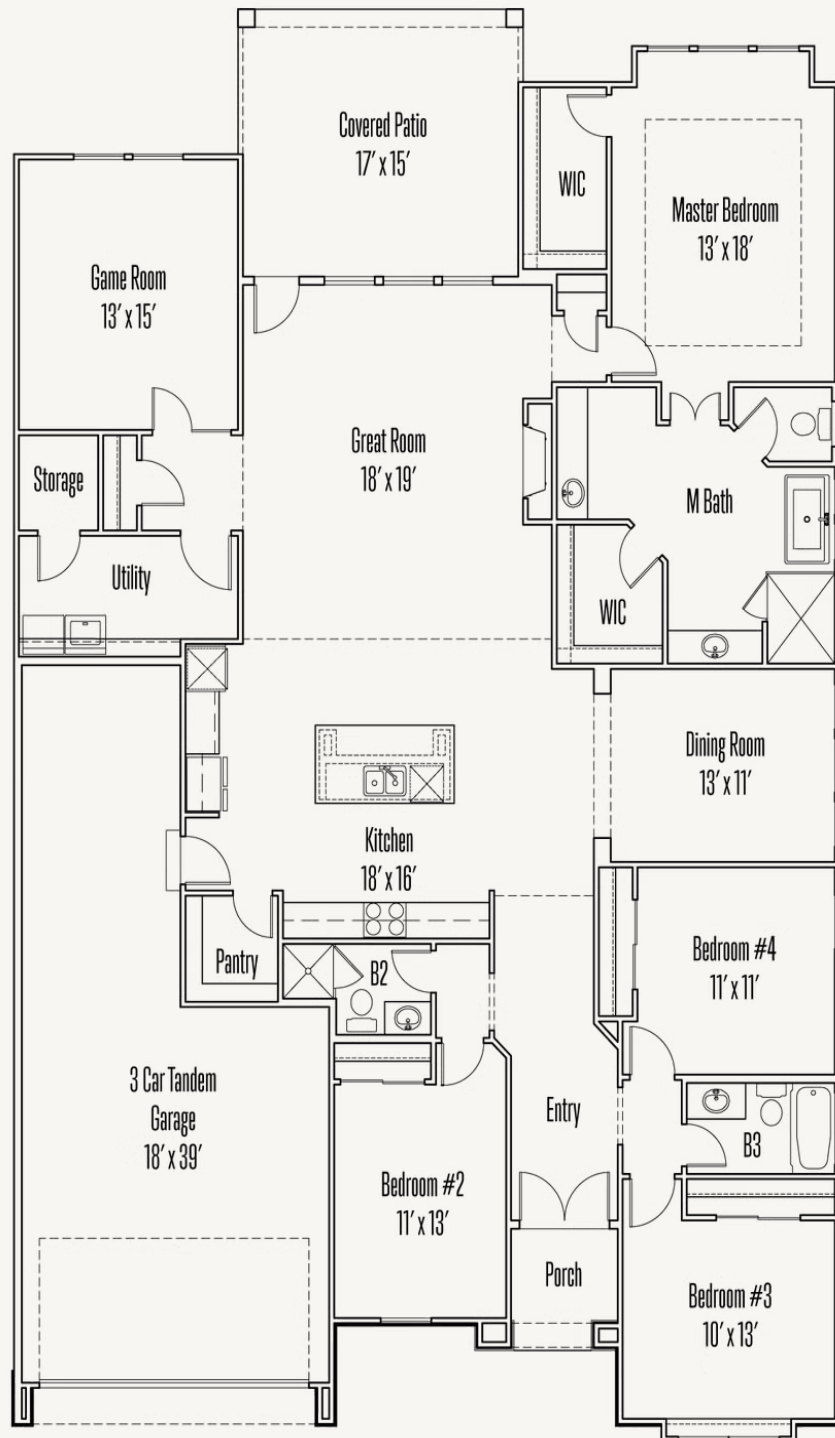 Covered Patio
17' x 15'
WIC
Master Bedroom
13' x 18'
Game Room
13' x 15'
Great Room
18' x 19'
Storage
M Bath
Utility
WIC
Dining Room
13' x 11'
Kitchen
18' x 16'
Pantry
B2
Bedroom #4
11' x 11'
3 Car Tandem
Garage
18' x 39'
Entry
B3
Bedroom #2
11' x 13'
Porch
Bedroom #3
10' x 13'